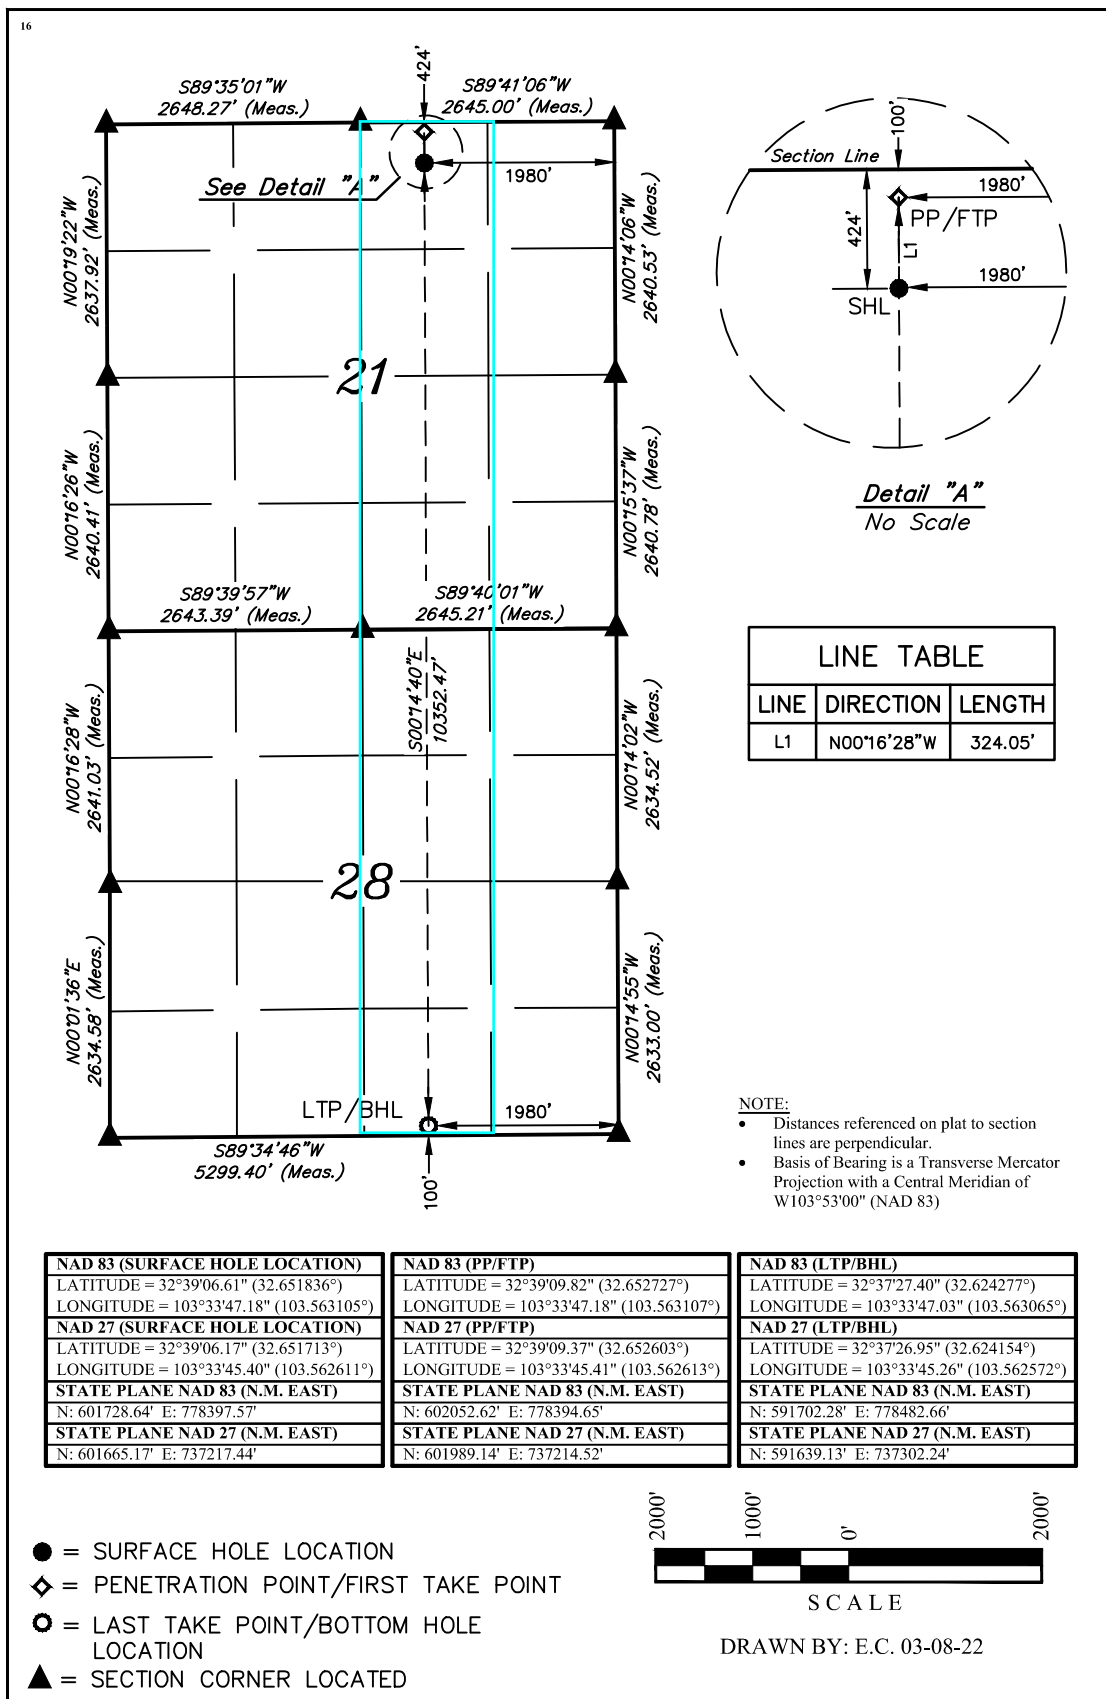 16
424'
S89°35'01"W
2648.27' (Meas.)
S89°41'06"W
2645.00' (Meas.)
1980'
See Detail "A"
N00°19'22"W
2637.92' (Meas.)
N00°14'06"W
2640.53' (Meas.)
21
N00°16'26"W
2640.41' (Meas.)
N00°15'37"W
2640.78' (Meas.)
S89°39'57"W
2643.39' (Meas.)
S89°40'01"W
2645.21' (Meas.)
S00°14'40"E
10352.47'
N00°16'28"W
2641.03' (Meas.)
N00°14'02"W
2634.52' (Meas.)
28
N00°01'36"E
2634.58' (Meas.)
N00°14'55"W
2633.00' (Meas.)
LTP/BHL
1980'
S89°34'46"W
5299.40' (Meas.)
100'
100'
Section Line
1980'
PP/FTP
424'
L1
1980'
SHL
Detail "A"
No Scale
LINE TABLE
LINE DIRECTION LENGTH
L1 N00°16'28"W 324.05'
NOTE:
• Distances referenced on plat to section
lines are perpendicular.
• Basis of Bearing is a Transverse Mercator
Projection with a Central Meridian of
W103°53'00" (NAD 83)
NAD 83 (SURFACE HOLE LOCATION)
LATITUDE = 32°39'06.61" (32.651836°)
LONGITUDE = 103°33'47.18" (103.563105°)
NAD 27 (SURFACE HOLE LOCATION)
LATITUDE = 32°39'06.17" (32.651713°)
LONGITUDE = 103°33'45.40" (103.562611°)
STATE PLANE NAD 83 (N.M. EAST)
N: 601728.64' E: 778397.57'
STATE PLANE NAD 27 (N.M. EAST)
N: 601665.17' E: 737217.44'
NAD 83 (PP/FTP)
LATITUDE = 32°39'09.82" (32.652727°)
LONGITUDE = 103°33'47.18" (103.563107°)
NAD 27 (PP/FTP)
LATITUDE = 32°39'09.37" (32.652603°)
LONGITUDE = 103°33'45.41" (103.562613°)
STATE PLANE NAD 83 (N.M. EAST)
N: 602052.62' E: 778394.65'
STATE PLANE NAD 27 (N.M. EAST)
N: 601989.14' E: 737214.52'
NAD 83 (LTP/BHL)
LATITUDE = 32°37'27.40" (32.624277°)
LONGITUDE = 103°33'47.03" (103.563065°)
NAD 27 (LTP/BHL)
LATITUDE = 32°37'26.95" (32.624154°)
LONGITUDE = 103°33'45.26" (103.562572°)
STATE PLANE NAD 83 (N.M. EAST)
N: 591702.28' E: 778482.66'
STATE PLANE NAD 27 (N.M. EAST)
N: 591639.13' E: 737302.24'
= SURFACE HOLE LOCATION
= PENETRATION POINT/FIRST TAKE POINT
= LAST TAKE POINT/BOTTOM HOLE
LOCATION
= SECTION CORNER LOCATED
2000' 1000' 0' 2000'
SCALE
DRAWN BY: E.C. 03-08-22